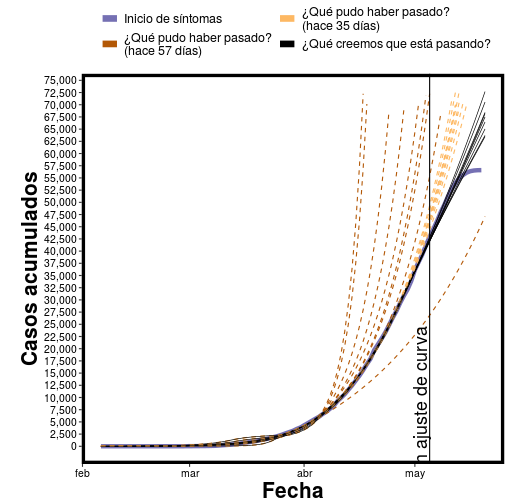 Inicio de síntomas
¿Qué pudo haber pasado?
(hace 57 días)
¿Qué pudo haber pasado?
(hace 35 días)
¿Qué creemos que está pasando?
Casos acumulados
75,000
72,500
70,000
67,500
65,000
62,500
60,000
57,500
55,000
52,500
50,000
47,500
45,000
42,500
40,000
37,500
35,000
32,500
30,000
27,500
25,000
22,500
20,000
17,500
15,000
12,500
10,000
7,500
5,000
2,500
0
n ajuste de curva
feb
mar
abr
may
Fecha